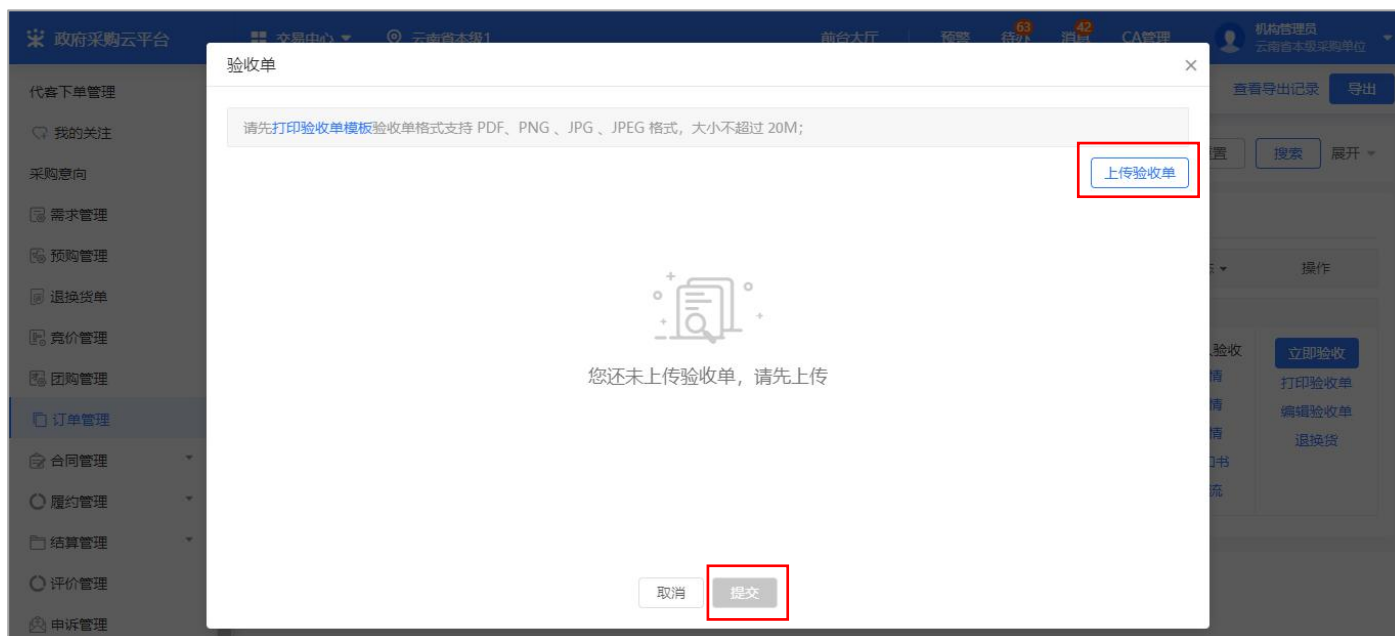 政府采购云平台
交易中心
云南省本级1
前台大厅
预警
63
待办
42
消息
CA管理
机构管理员
云南省本级采购单位
验收单
代客下单管理
查看导出记录
导出
我的关注
请先打印验收单模板验收单格式支持 PDF、PNG 、JPG 、JPEG 格式，大小不超过 20M；
置
搜索
展开
采购意向
上传验收单
需求管理
预购管理
操作
退换货单
竞价管理
验收
立即验收
您还未上传验收单，请先上传
团购管理
情
打印验收单
订单管理
情
编辑验收单
情
退换货
合同管理
书
履约管理
流
结算管理
评价管理
取消
提交
申诉管理